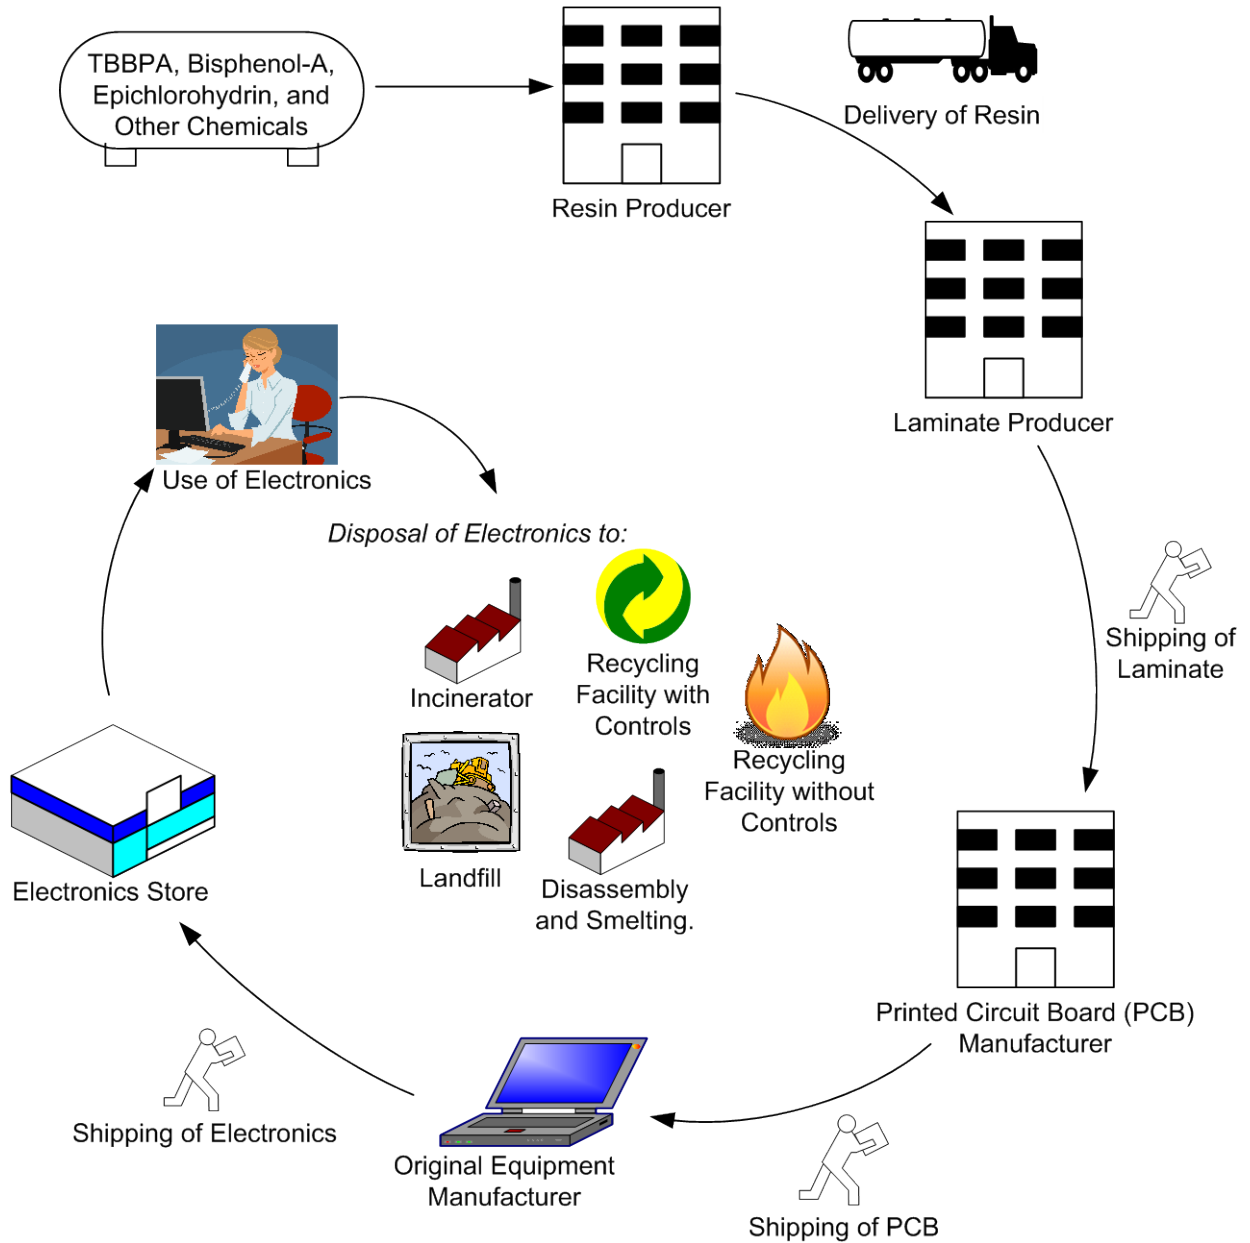 TBBPA, Bisphenol-A,
Epichlorohydrin, and
Other Chemicals
Resin Producer
Delivery of Resin
Laminate Producer
Shipping of
Laminate
Printed Circuit Board (PCB)
Manufacturer
Shipping of PCB
Original Equipment
Manufacturer
Shipping of Electronics
Electronics Store
Use of Electronics
Disposal of Electronics to:
Incinerator
Recycling
Facility with
Controls
Recycling
Facility without
Controls
Landfill
Disassembly
and Smelting.